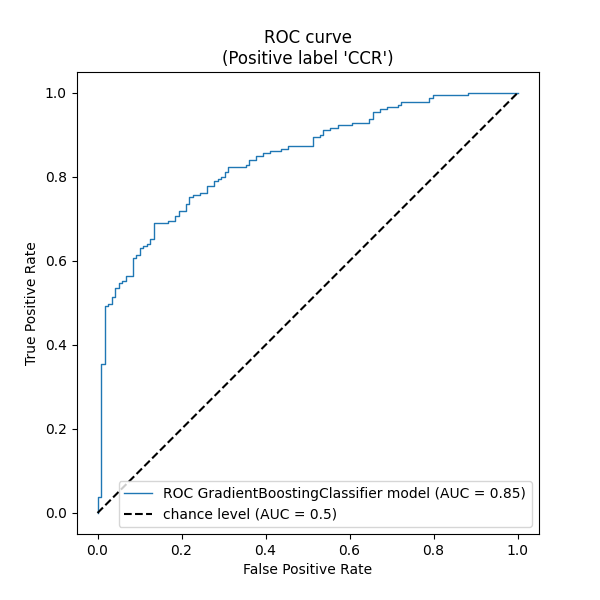 ROC curve
(Positive label 'CCR')
True Positive Rate
1.0
0.8
0.6
0.4
0.2
0.0
ROC GradientBoostingClassifier model (AUC = 0.85)
chance level (AUC = 0.5)
0.0 0.2 0.4 0.6 0.8 1.0
False Positive Rate